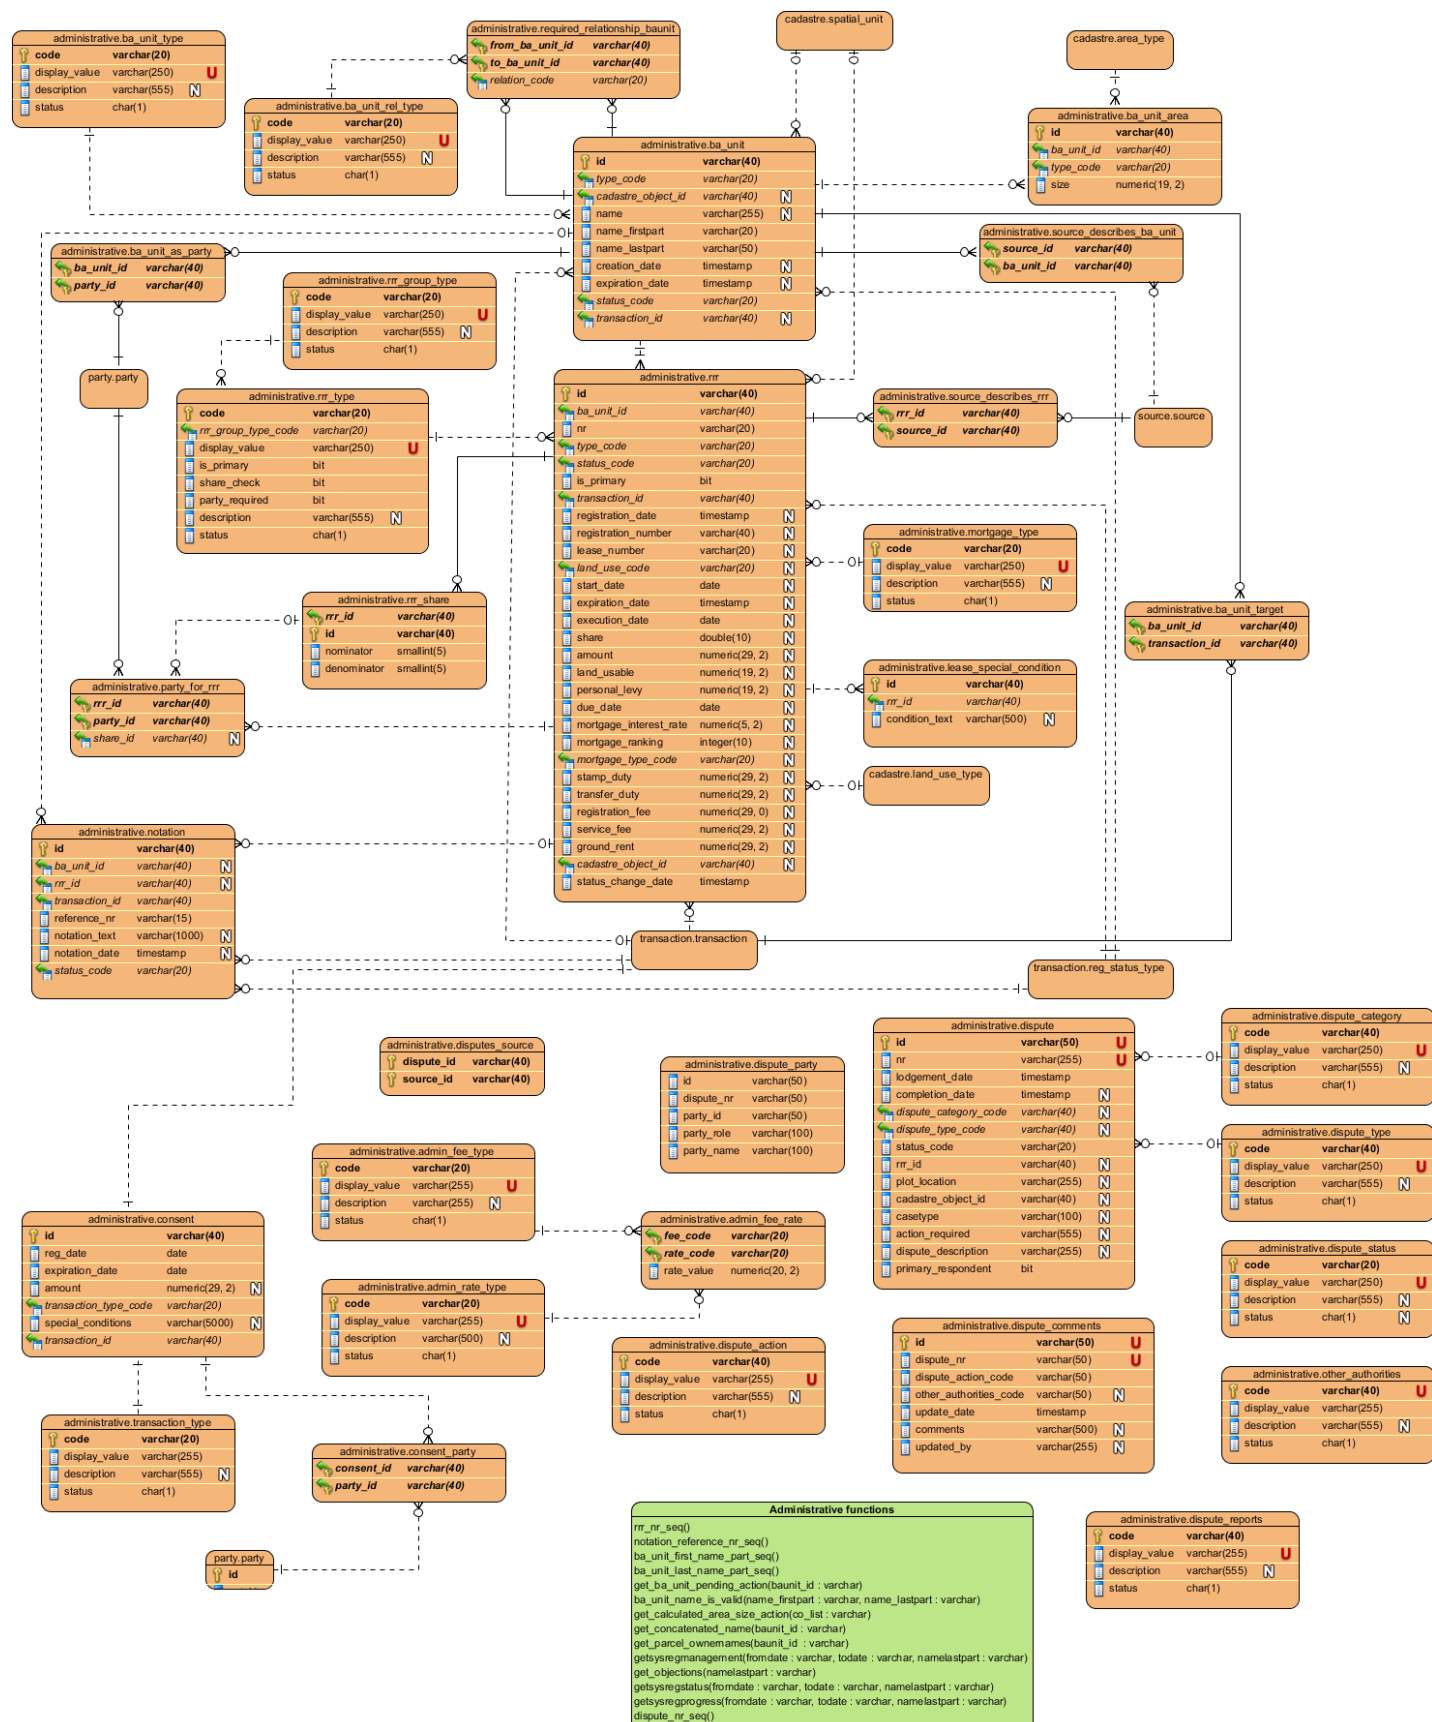 administrative.ba_unit_type
code varchar(20)
display_value varchar(250) U
description varchar(555) N
status char(1)
administrative.required_relationship_baunit
from_ba_unit_id varchar(40)
to_ba_unit_id varchar(40)
relation_code varchar(20)
cadastre.spatial_unit
cadastre.area_type
administrative.ba_unit_rel_type
code varchar(20)
display_value varchar(250) U
description varchar(555) N
status char(1)
administrative.ba_unit
id varchar(40)
type_code varchar(20)
cadastre_object_id varchar(40) N
name varchar(255) N
name_firstpart varchar(20)
name_lastpart varchar(50)
creation_date timestamp N
expiration_date timestamp N
status_code varchar(20)
transaction_id varchar(40) N
administrative.ba_unit_area
id varchar(40)
ba_unit_id varchar(40)
type_code varchar(20)
size numeric(19, 2)
administrative.source_describes_ba_unit
source_id varchar(40)
ba_unit_id varchar(40)
administrative.ba_unit_as_party
ba_unit_id varchar(40)
party_id varchar(40)
administrative.rrr_group_type
code varchar(20)
display_value varchar(250) U
description varchar(555) N
status char(1)
party.party
administrative.rrr_type
code varchar(20)
rrr_group_type_code varchar(20)
display_value varchar(250) U
is_primary bit
share_check bit
party_required bit
description varchar(555) N
status char(1)
administrative.rrr
id varchar(40)
ba_unit_id varchar(40)
nr varchar(20)
type_code varchar(20)
status_code varchar(20)
is_primary bit
transaction_id varchar(40)
registration_date timestamp N
registration_number varchar(40) N
lease_number varchar(20) N
land_use_code varchar(20) N
start_date date N
expiration_date timestamp N
execution_date date N
share double(10) N
amount numeric(29, 2) N
land_usable numeric(19, 2) N
personal_levy numeric(19, 2) N
due_date date N
mortgage_interest_rate numeric(5, 2) N
mortgage_ranking integer(10) N
mortgage_type_code varchar(20) N
stamp_duty numeric(29, 2) N
transfer_duty numeric(29, 2) N
registration_fee numeric(29, 0) N
service_fee numeric(29, 2) N
ground_rent numeric(29, 2) N
cadastre_object_id varchar(40) N
status_change_date timestamp
administrative.source_describes_rrr
rrr_id varchar(40)
source_id varchar(40)
source.source
administrative.mortgage_type
code varchar(20)
display_value varchar(250) U
description varchar(555) N
status char(1)
administrative.rrr_share
rrr_id varchar(40)
id varchar(40)
nominator smallint(5)
denominator smallint(5)
administrative.ba_unit_target
ba_unit_id varchar(40)
transaction_id varchar(40)
administrative.party_for_rrr
rrr_id varchar(40)
party_id varchar(40)
share_id varchar(40) N
administrative.lease_special_condition
id varchar(40)
rrr_id varchar(40)
condition_text varchar(500) N
cadastre.land_use_type
administrative.notation
id varchar(40)
ba_unit_id varchar(40) N
rrr_id varchar(40) N
transaction_id varchar(40)
reference_nr varchar(15)
notation_text varchar(1000) N
notation_date timestamp N
status_code varchar(20)
transaction.transaction
transaction.reg_status_type
administrative.disputes_source
dispute_id varchar(40)
source_id varchar(40)
administrative.dispute_party
id varchar(50)
dispute_nr varchar(50)
party_id varchar(50)
party_role varchar(100)
party_name varchar(100)
administrative.dispute
id varchar(50) U
nr varchar(255) U
lodgement_date timestamp
completion_date timestamp N
dispute_category_code varchar(40) N
dispute_type_code varchar(40) N
status_code varchar(20)
rrr_id varchar(40) N
plot_location varchar(255) N
cadastre_object_id varchar(40) N
casetype varchar(100) N
action_required varchar(555) N
dispute_description varchar(255) N
primary_respondent bit
administrative.dispute_category
code varchar(40)
display_value varchar(250) U
description varchar(555) N
status char(1)
administrative.dispute_type
code varchar(40)
display_value varchar(250) U
description varchar(555) N
status char(1)
administrative.admin_fee_type
code varchar(20)
display_value varchar(255) U
description varchar(255) N
status char(1)
administrative.consent
id varchar(40)
reg_date date
expiration_date date
amount numeric(29, 2) N
transaction_type_code varchar(20)
special_conditions varchar(5000) N
transaction_id varchar(40)
administrative.admin_fee_rate
fee_code varchar(20)
rate_code varchar(20)
rate_value numeric(20, 2)
administrative.dispute_status
code varchar(20)
display_value varchar(250) U
description varchar(555) N
status char(1) N
administrative.admin_rate_type
code varchar(20)
display_value varchar(255) U
description varchar(500) N
status char(1)
administrative.dispute_action
code varchar(40)
display_value varchar(255) U
description varchar(555) N
status char(1)
administrative.dispute_comments
id varchar(50) U
dispute_nr varchar(50) U
dispute_action_code varchar(50)
other_authorities_code varchar(50) N
update_date timestamp
comments varchar(500) N
updated_by varchar(255) N
administrative.other_authorities
code varchar(40) U
display_value varchar(255)
description varchar(555) N
status char(1)
administrative.transaction_type
code varchar(20)
display_value varchar(255)
description varchar(555) N
status char(1)
administrative.consent_party
consent_id varchar(40)
party_id varchar(40)
party.party
id
Administrative functions
rrr_nr_seq()
notation_reference_nr_seq()
ba_unit_first_name_part_seq()
ba_unit_last_name_part_seq()
get_ba_unit_pending_action(baunit_id : varchar)
ba_unit_name_is_valid(name_firstpart : varchar, name_lastpart : varchar)
get_calculated_area_size_action(co_list : varchar)
get_concatenated_name(baunit_id : varchar)
get_parcel_ownernames(baunit_id : varchar)
getsysregmanagement(fromdate : varchar, todate : varchar, namelastpart : varchar)
get_objections(namelastpart : varchar)
getsysregstatus(fromdate : varchar, todate : varchar, namelastpart : varchar)
getsysregprogress(fromdate : varchar, todate : varchar, namelastpart : varchar)
dispute_nr_seq()
administrative.dispute_reports
code varchar(40)
display_value varchar(255) U
description varchar(555) N
status char(1)